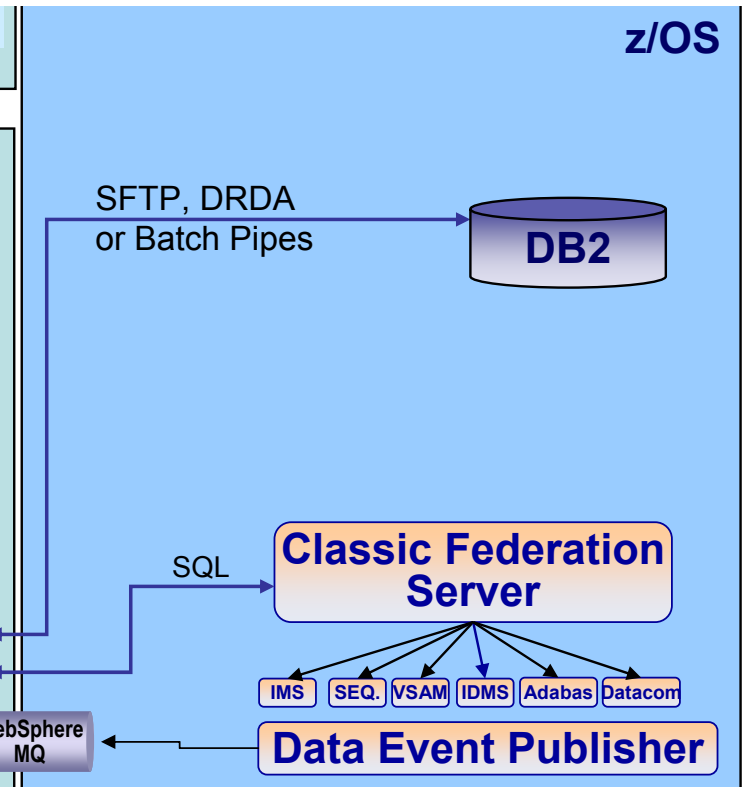 z/OS
SFTP, DRDA
or Batch Pipes
DB2
SQL
Classic Federation
Server
IMS
SEQ.
VSAM
IDMS
Adabas
Datacom
ebSphere
MQ
Data Event Publisher